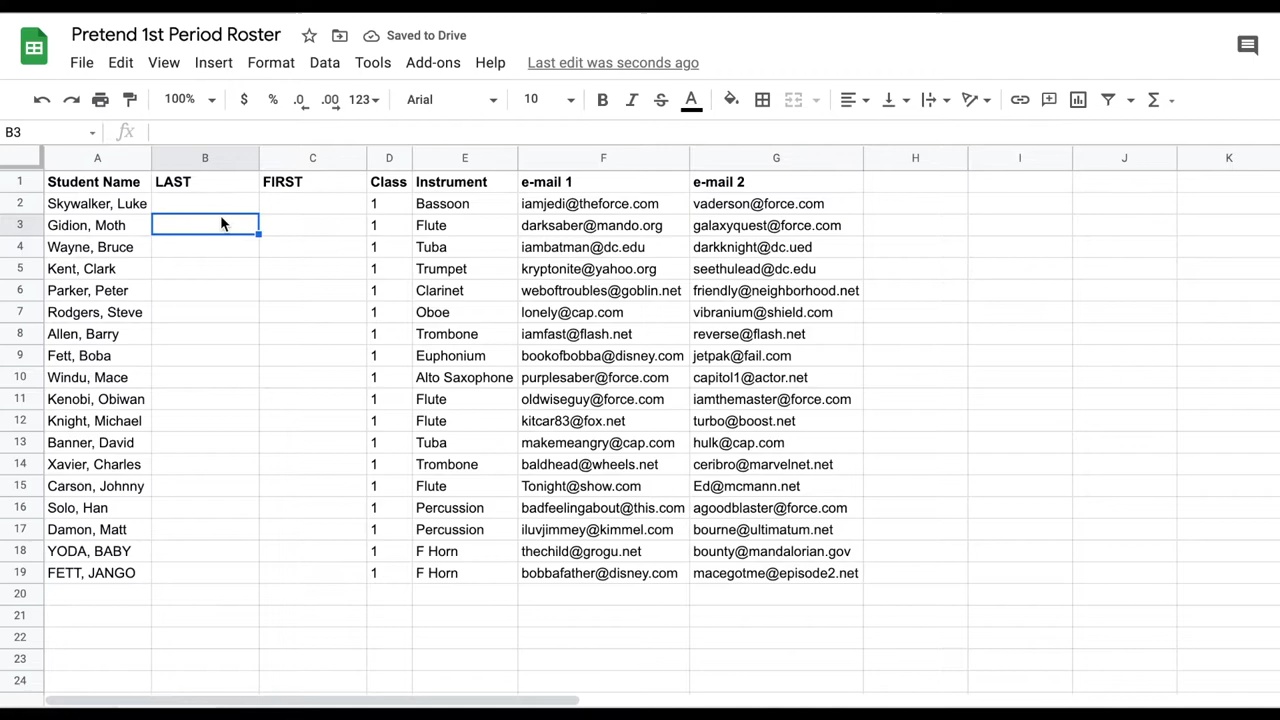 Pretend 1st Period Roster
Saved to Drive
File Edit View Insert Format Data Tools Add-ons Help Last edit was seconds ago
100% $ % .0 .00 123 Arial 10 B I S A Σ
B3 fx
A B C D E F G H I J K
1 Student Name LAST FIRST Class Instrument e-mail 1 e-mail 2
2 Skywalker, Luke 1 Bassoon iamjedi@theforce.com vaderson@force.com
3 Gidion, Moth 1 Flute darksaber@mando.org galaxyquest@force.com
4 Wayne, Bruce 1 Tuba iambatman@dc.edu darkknight@dc.ued
5 Kent, Clark 1 Trumpet kryptonite@yahoo.org seethulead@dc.edu
6 Parker, Peter 1 Clarinet weboftroubles@goblin.net friendly@neighborhood.net
7 Rodgers, Steve 1 Oboe lonely@cap.com vibranium@shield.com
8 Allen, Barry 1 Trombone iamfast@flash.net reverse@flash.net
9 Fett, Boba 1 Euphonium bookofbobba@disney.com jetpak@fail.com
10 Windu, Mace 1 Alto Saxophone purplesaber@force.com capitol1@actor.net
11 Kenobi, Obiwan 1 Flute oldwiseguy@force.com iamthemaster@force.com
12 Knight, Michael 1 Flute kitcar83@fox.net turbo@boost.net
13 Banner, David 1 Tuba makemeangry@cap.com hulk@cap.com
14 Xavier, Charles 1 Trombone baldhead@wheels.net ceribro@marvelnet.net
15 Carson, Johnny 1 Flute Tonight@show.com Ed@mcmann.net
16 Solo, Han 1 Percussion badfeelingabout@this.com agoodblaster@force.com
17 Damon, Matt 1 Percussion iluvjimmey@kimmel.com bourne@ultimatum.net
18 YODA, BABY 1 F Horn thechild@grogu.net bounty@mandalorian.gov
19 FETT, JANGO 1 F Horn bobbafather@disney.com macegotme@episode2.net
20
21
22
23
24